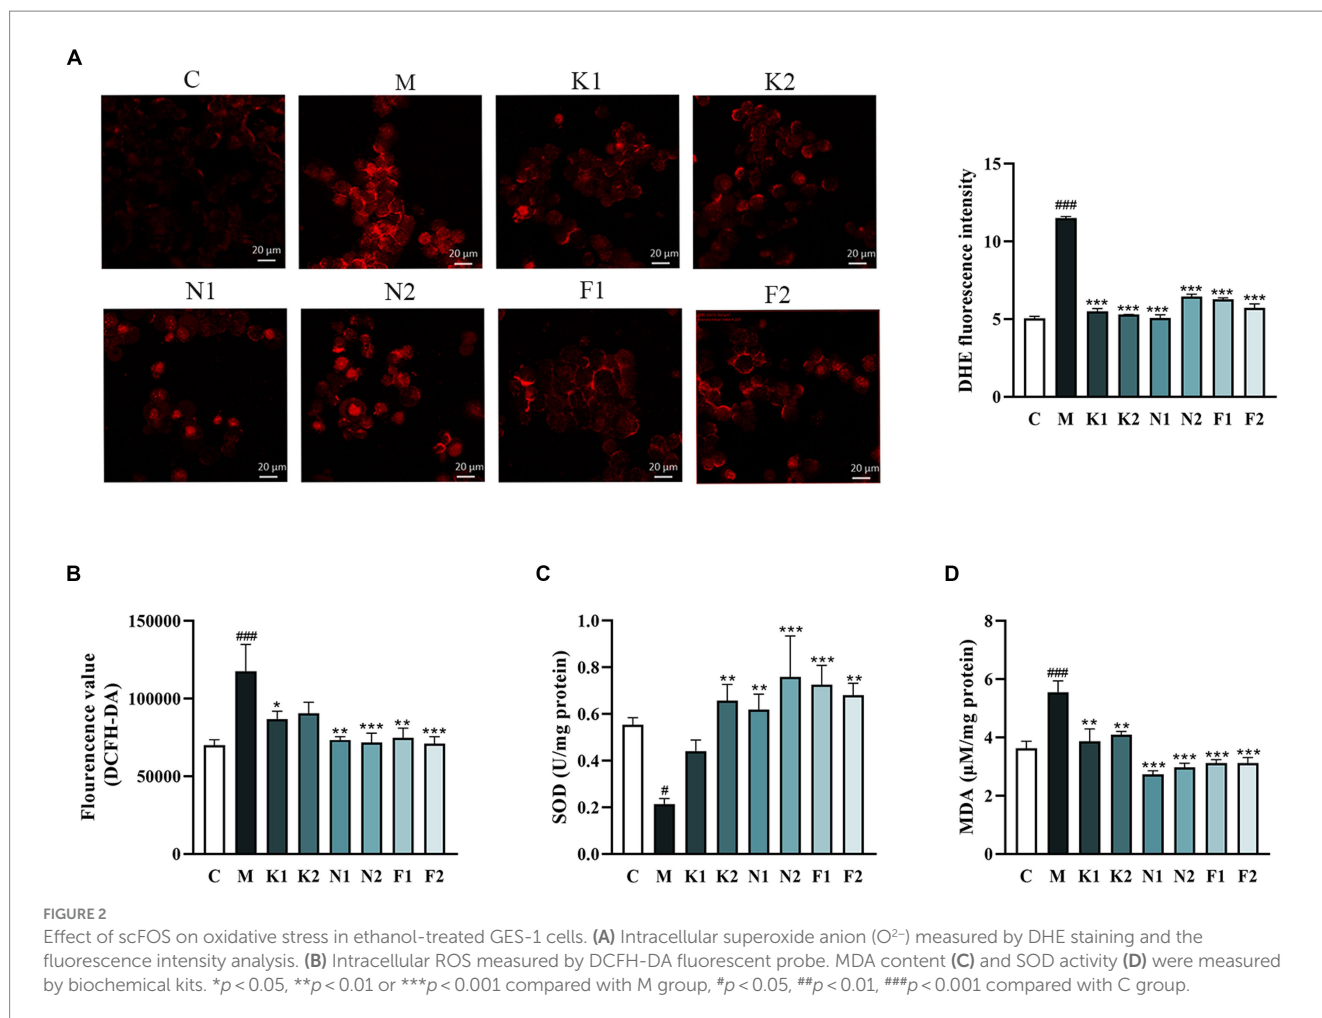 A
C
M
K1
K2
20 µm
20 µm
20 µm
20 µm
N1
N2
F1
F2
20 µm
20 µm
20 µm
20 µm
DHE fluorescence intensity
15
10
5
0
###
***
***
***
***
***
***
C M K1 K2 N1 N2 F1 F2
B
Flourencence value
(DCFH-DA)
150000
100000
50000
0
###
*
**
***
**
***
C M K1 K2 N1 N2 F1 F2
C
SOD (U/mg protein)
1.0
0.8
0.6
0.4
0.2
0.0
#
**
**
***
***
**
C M K1 K2 N1 N2 F1 F2
D
MDA (µM/mg protein)
8
6
4
2
0
###
**
**
***
***
***
***
C M K1 K2 N1 N2 F1 F2
FIGURE 2
Effect of scFOS on oxidative stress in ethanol-treated GES-1 cells. (A) Intracellular superoxide anion (O²⁻) measured by DHE staining and the
fluorescence intensity analysis. (B) Intracellular ROS measured by DCFH-DA fluorescent probe. MDA content (C) and SOD activity (D) were measured
by biochemical kits. *p < 0.05, **p < 0.01 or ***p < 0.001 compared with M group, #p < 0.05, ##p < 0.01, ###p < 0.001 compared with C group.